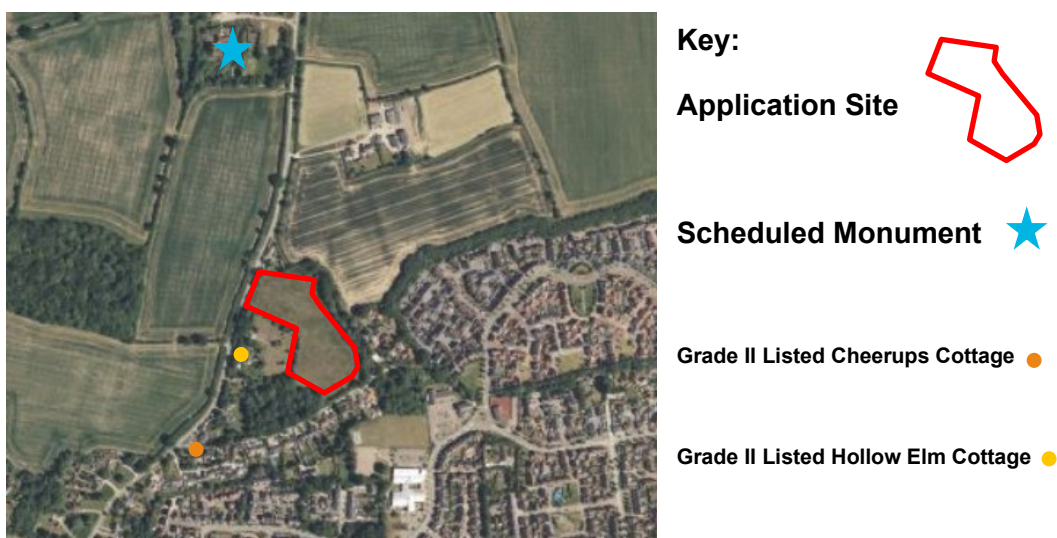 Key:
Application Site
Scheduled Monument
Grade II Listed Cheerups Cottage
Grade II Listed Hollow Elm Cottage